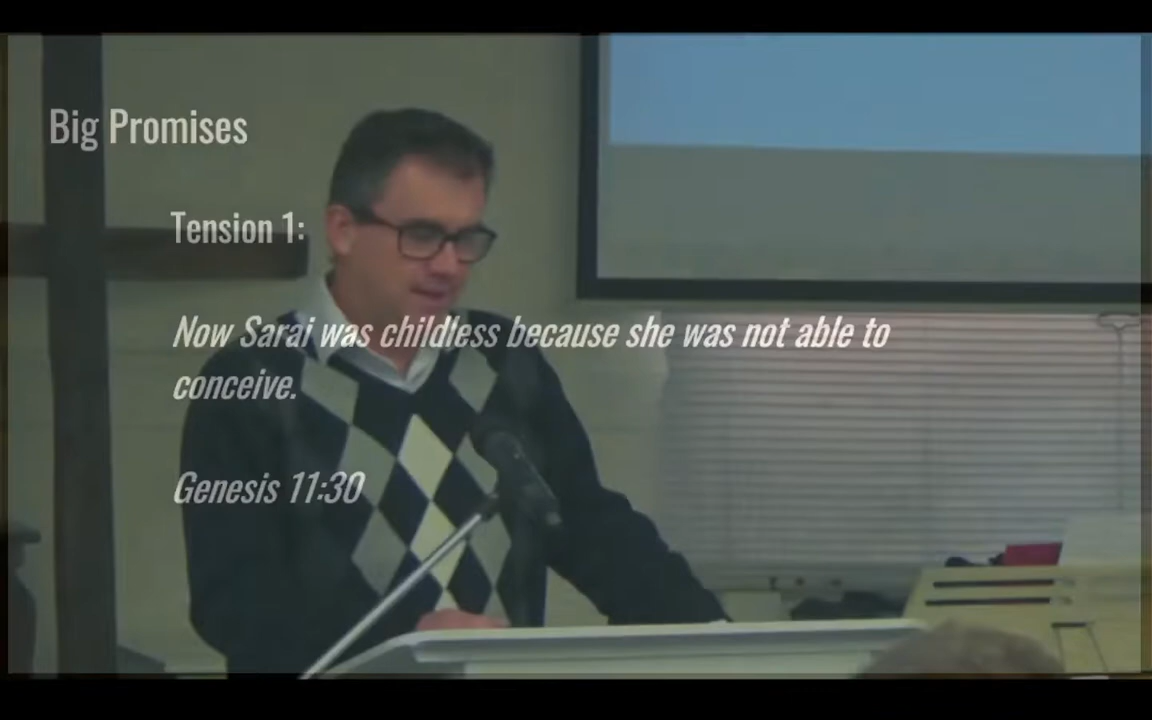 Big Promises
Tension 1:
Now Sarai was childless because she was not able to
conceive.
Genesis 11:30